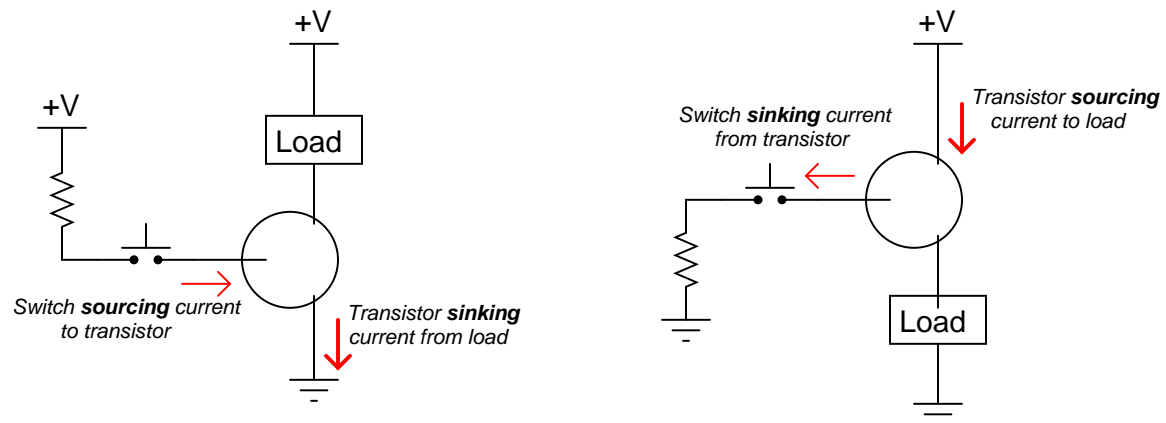 +V
Load
+V
Switch sourcing current
to transistor
Transistor sinking
current from load
+V
Transistor sourcing
current to load
Switch sinking current
from transistor
Load